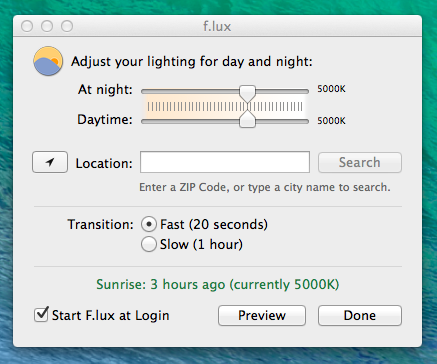 f.lux
Adjust your lighting for day and night:
At night: 5000K
Daytime: 5000K
Location: Search
Enter a ZIP Code, or type a city name to search.
Transition: Fast (20 seconds)
Slow (1 hour)
Sunrise: 3 hours ago (currently 5000K)
Start F.lux at Login Preview Done